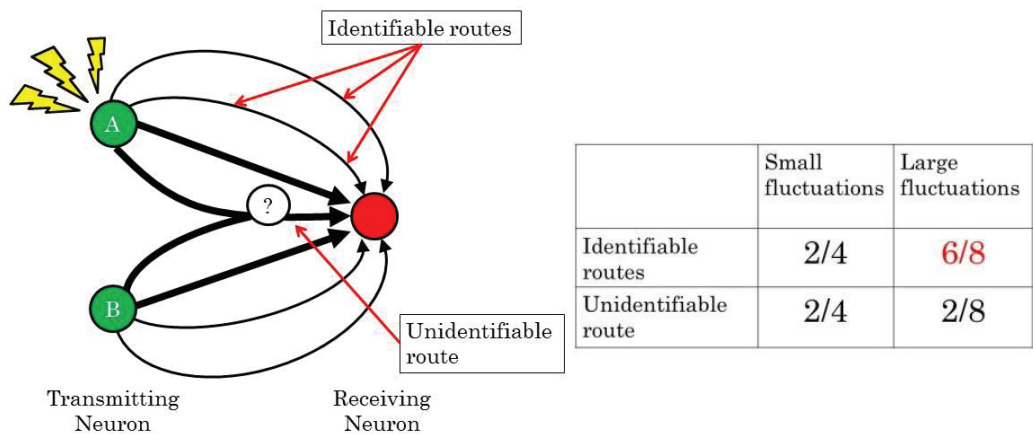 Identifiable routes
A
?
B
Unidentifiable
route
Transmitting
Neuron
Receiving
Neuron
Small
fluctuations
Large
fluctuations
Identifiable
routes
2/4
6/8
Unidentifiable
route
2/4
2/8